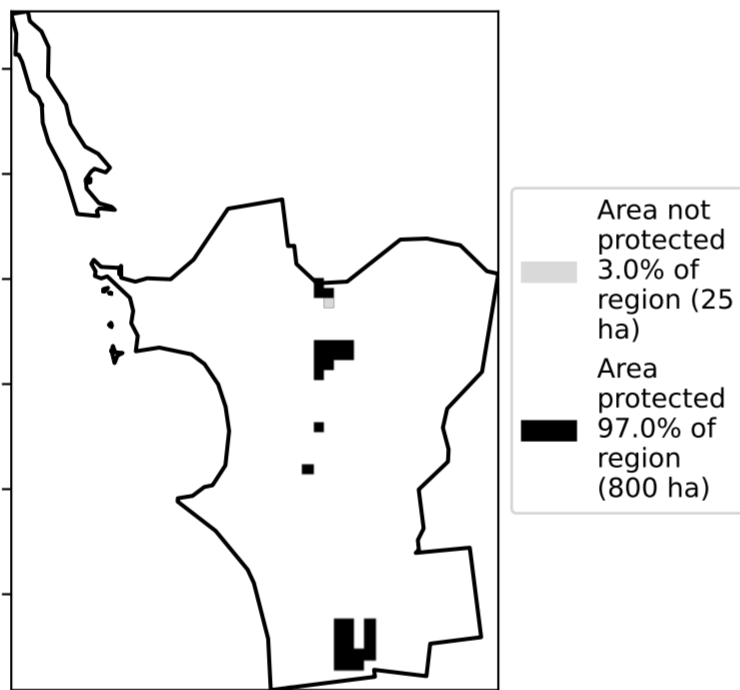 Area not
protected
3.0% of
region (25
ha)
Area
protected
97.0% of
region
(800 ha)